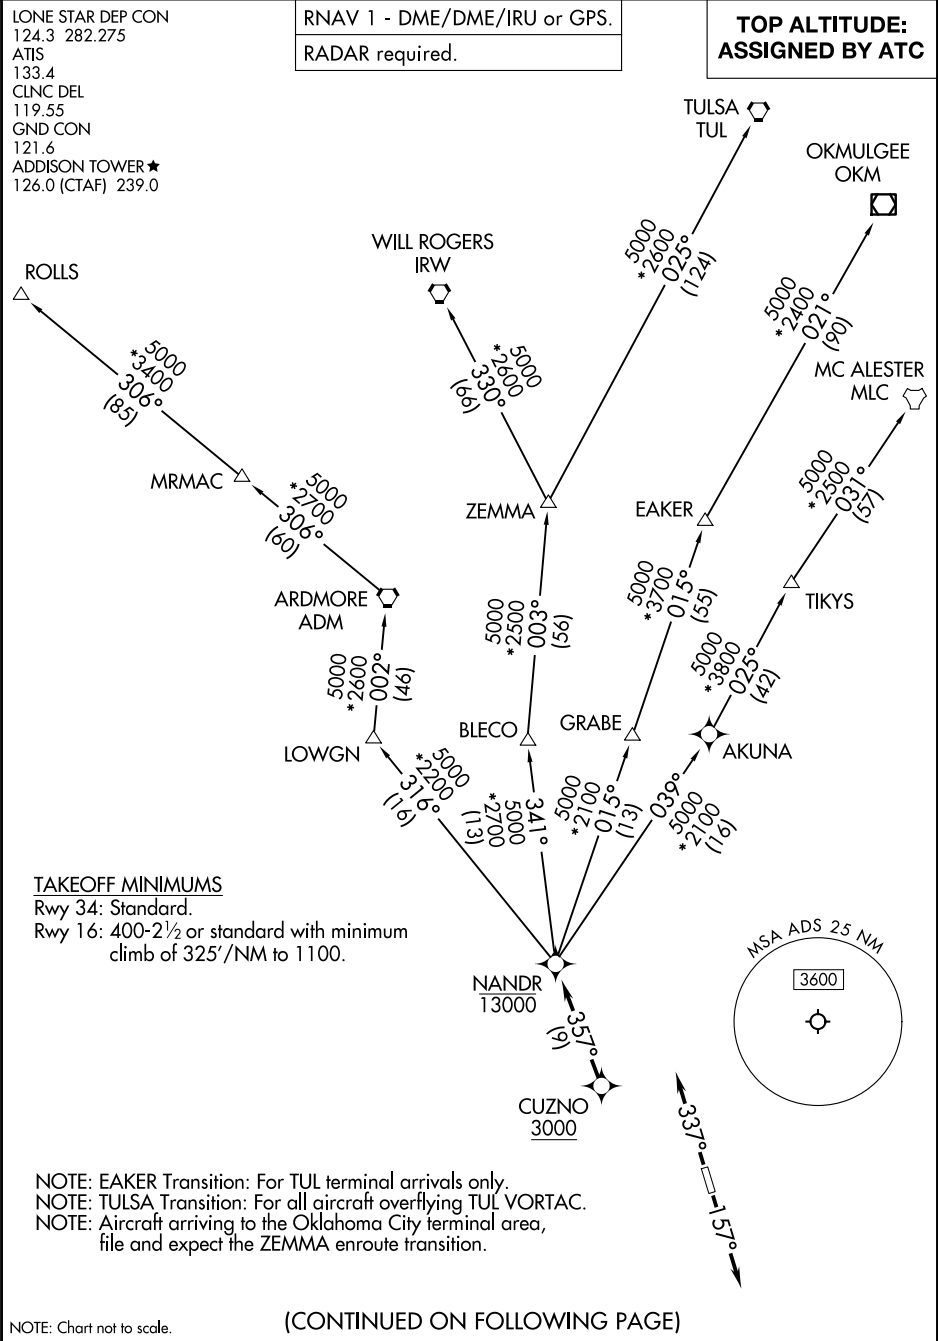 LONE STAR DEP CON
124.3 282.275
ATIS
133.4
CLNC DEL
119.55
GND CON
121.6
ADDISON TOWER★
126.0 (CTAF) 239.0
RNAV 1 - DME/DME/IRU or GPS.
RADAR required.
TOP ALTITUDE:
ASSIGNED BY ATC
TULSA
TUL
OKMULGEE
OKM
WILL ROGERS
IRW
ROLLS
5000
*2600
025°
(124)
5000
*2400
021°
(90)
5000
*3400
306°
(85)
5000
*2600
330°
(66)
MC ALESTER
MLC
MRMAC
5000
*2700
306°
(60)
ZEMMA
EAKER
5000
*2500
031°
(57)
ARDMORE
ADM
TIKYS
5000
*2500
003°
(56)
5000
*3700
015°
(55)
5000
*3800
025°
(42)
5000
*2600
002°
(46)
LOWGN
BLECO
GRABE
AKUNA
5000
*2200
316°
(16)
341°
5000
*2700
(13)
5000
*2100
015°
(13)
039°
5000
*2100
(16)
TAKEOFF MINIMUMS
Rwy 34: Standard.
Rwy 16: 400-2½ or standard with minimum
climb of 325'/NM to 1100.
MSA ADS 25 NM
3600
NANDR
13000
357°
(9)
CUZNO
3000
337°
157°
NOTE: EAKER Transition: For TUL terminal arrivals only.
NOTE: TULSA Transition: For all aircraft overflying TUL VORTAC.
NOTE: Aircraft arriving to the Oklahoma City terminal area,
file and expect the ZEMMA enroute transition.
NOTE: Chart not to scale.
(CONTINUED ON FOLLOWING PAGE)